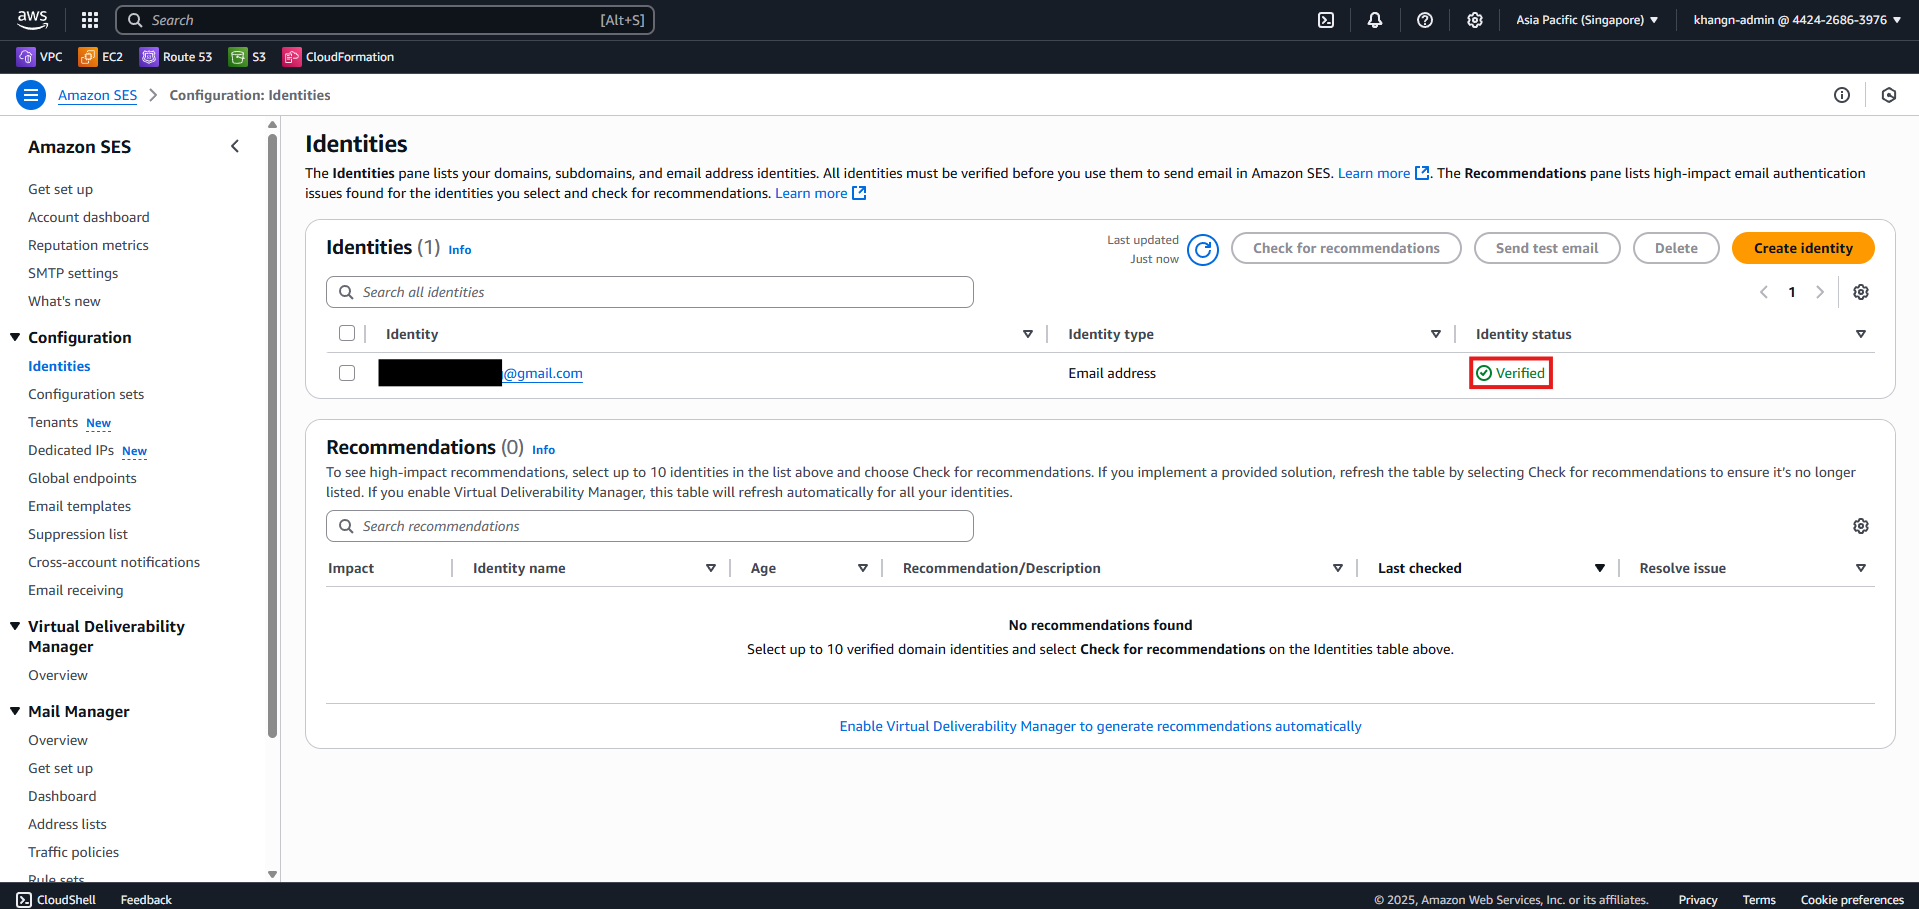 aws Search [Alt+S] Asia Pacific (Singapore) khangn-admin @ 4424-2686-3976
VPC EC2 Route 53 S3 CloudFormation
Amazon SES Configuration: Identities
Amazon SES
Get set up
Account dashboard
Reputation metrics
SMTP settings
What's new
Configuration
Identities
Configuration sets
Tenants New
Dedicated IPs New
Global endpoints
Email templates
Suppression list
Cross-account notifications
Email receiving
Virtual Deliverability
Manager
Overview
Mail Manager
Overview
Get set up
Dashboard
Address lists
Traffic policies
Rule sets
Identities
The Identities pane lists your domains, subdomains, and email address identities. All identities must be verified before you use them to send email in Amazon SES. Learn more. The Recommendations pane lists high-impact email authentication
issues found for the identities you select and check for recommendations. Learn more
Identities (1) Info
Last updated
Just now
Check for recommendations Send test email Delete Create identity
Search all identities
1
Identity Identity type Identity status
@gmail.com Email address Verified
Recommendations (0) Info
To see high-impact recommendations, select up to 10 identities in the list above and choose Check for recommendations. If you implement a provided solution, refresh the table by selecting Check for recommendations to ensure it's no longer
listed. If you enable Virtual Deliverability Manager, this table will refresh automatically for all your identities.
Search recommendations
Impact Identity name Age Recommendation/Description Last checked Resolve issue
No recommendations found
Select up to 10 verified domain identities and select Check for recommendations on the Identities table above.
Enable Virtual Deliverability Manager to generate recommendations automatically
CloudShell Feedback © 2025, Amazon Web Services, Inc. or its affiliates. Privacy Terms Cookie preferences